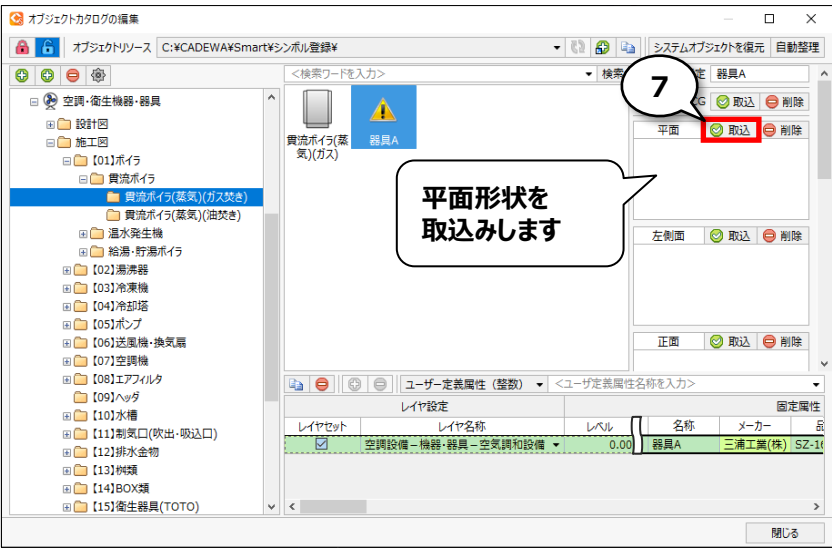 オブジェクトカタログの編集
オブジェクトリソース C:¥CADEWA¥Smart¥シンボル登録¥
システムオブジェクトを復元 自動整理
<検索ワードを入力>
検索
器具A
7
CG 取込 削除
空調・衛生機器・器具
設計図
施工図
【01】ボイラ
貫流ボイラ
貫流ボイラ(蒸気)(ガス焚き)
貫流ボイラ(蒸気)(油焚き)
温水発生機
給湯・貯湯ボイラ
【02】湯沸器
【03】冷凍機
【04】冷却塔
【05】ポンプ
【06】送風機・換気扇
【07】空調機
【08】エアフィルタ
【09】ヘッダ
【10】水槽
【11】制気口(吹出・吸込口)
【12】排水金物
【13】桝類
【14】BOX類
【15】衛生器具(TOTO)
貫流ボイラ(蒸
気)(ガス)
器具A
平面形状を
取込みします
平面 取込 削除
左側面 取込 削除
正面 取込 削除
ユーザー定義属性 (整数) <ユーザ定義属性名称を入力>
レイヤ設定 固定属性
レイヤセット レイヤ名称 レベル 名称 メーカー
空調設備－機器・器具－空気調和設備 0.00 器具A 三浦工業(株)
閉じる